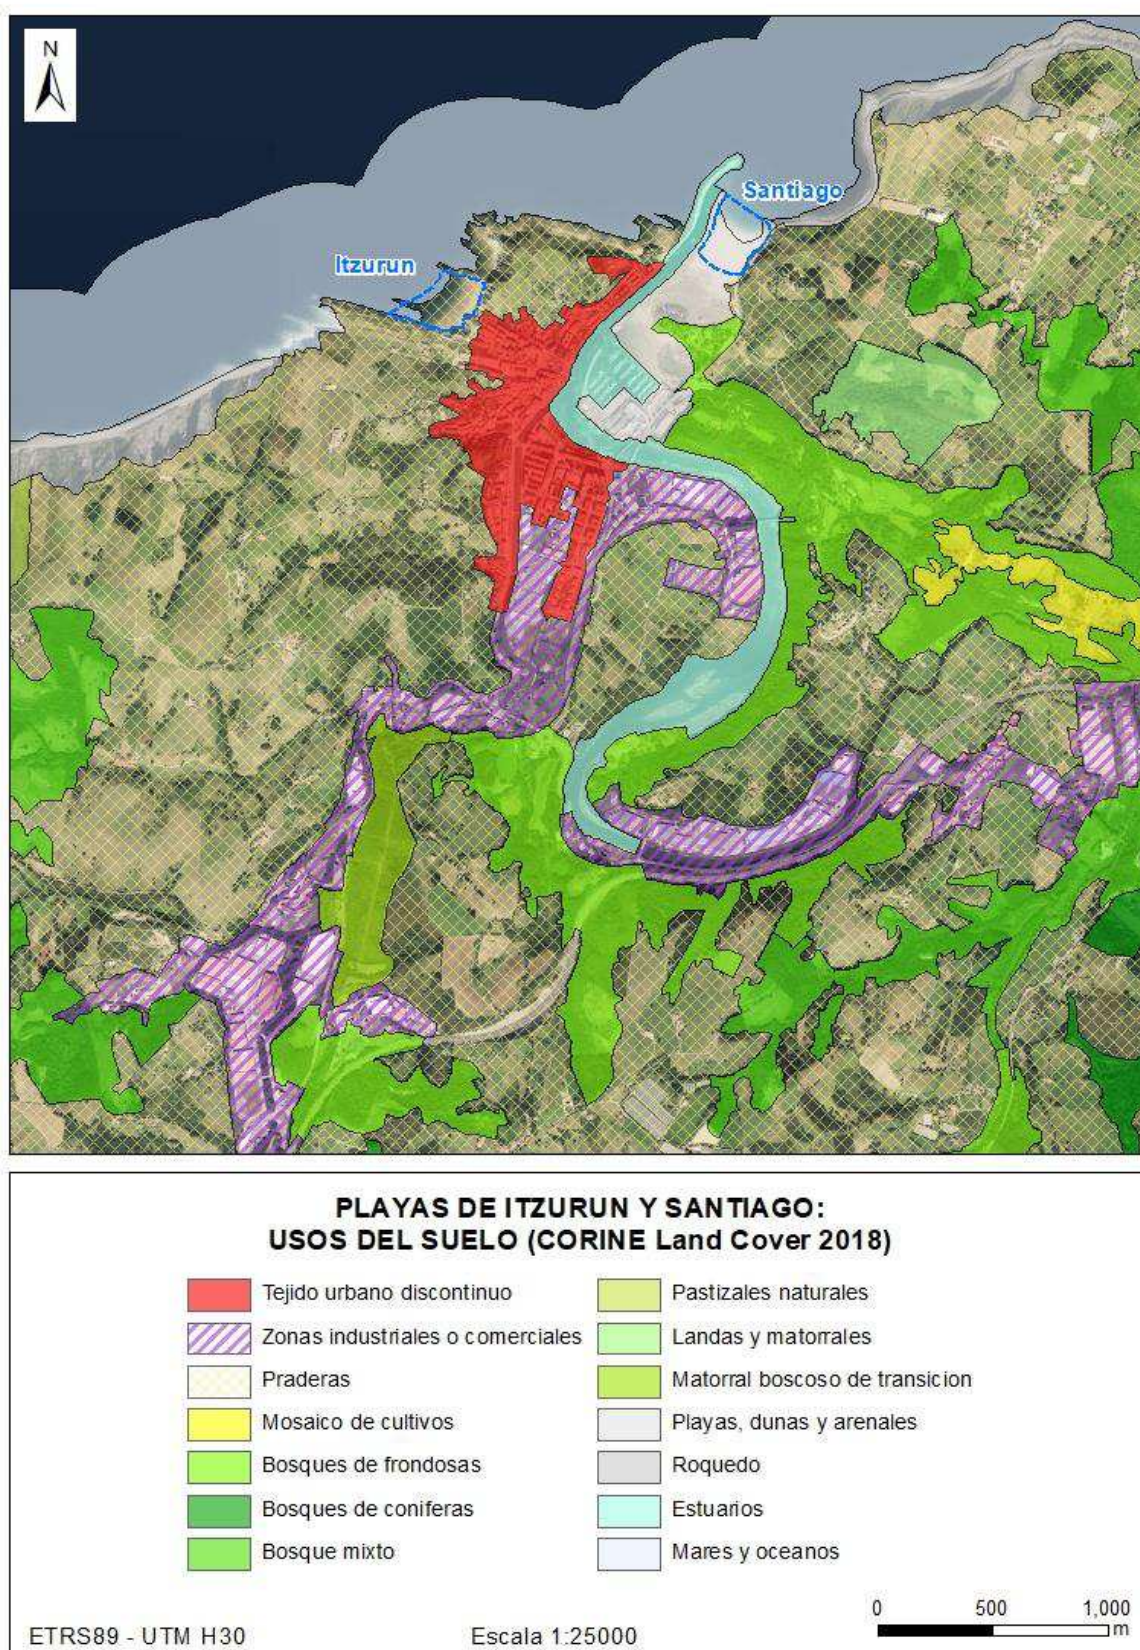 N
Santiago
Itzurun
PLAYAS DE ITZURUN Y SANTIAGO:
USOS DEL SUELO (CORINE Land Cover 2018)
Tejido urbano discontinuo
Zonas industriales o comerciales
Praderas
Mosaico de cultivos
Bosques de frondosas
Bosques de coniferas
Bosque mixto
Pastizales naturales
Landas y matorrales
Matorral boscoso de transicion
Playas, dunas y arenales
Roquedo
Estuarios
Mares y oceanos
0 500 1,000
m
ETRS89 - UTM H30
Escala 1:25000